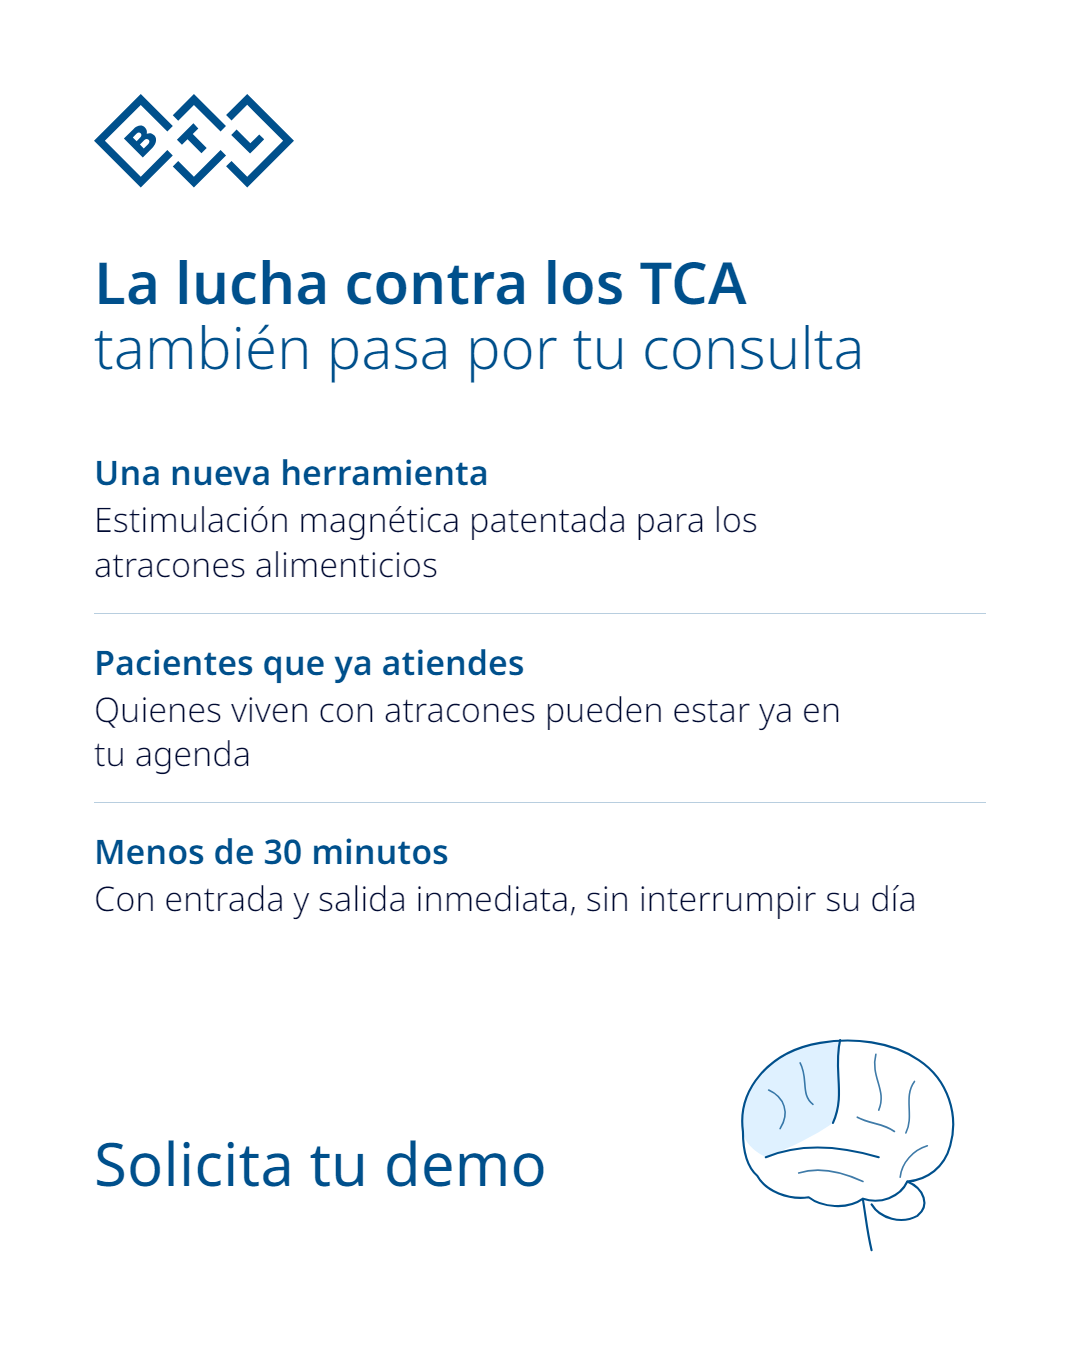 BTL
La lucha contra los TCA
también pasa por tu consulta
Una nueva herramienta
Estimulación magnética patentada para los
atracones alimenticios
Pacientes que ya atiendes
Quienes viven con atracones pueden estar ya en
tu agenda
Menos de 30 minutos
Con entrada y salida inmediata, sin interrumpir su día
Solicita tu demo